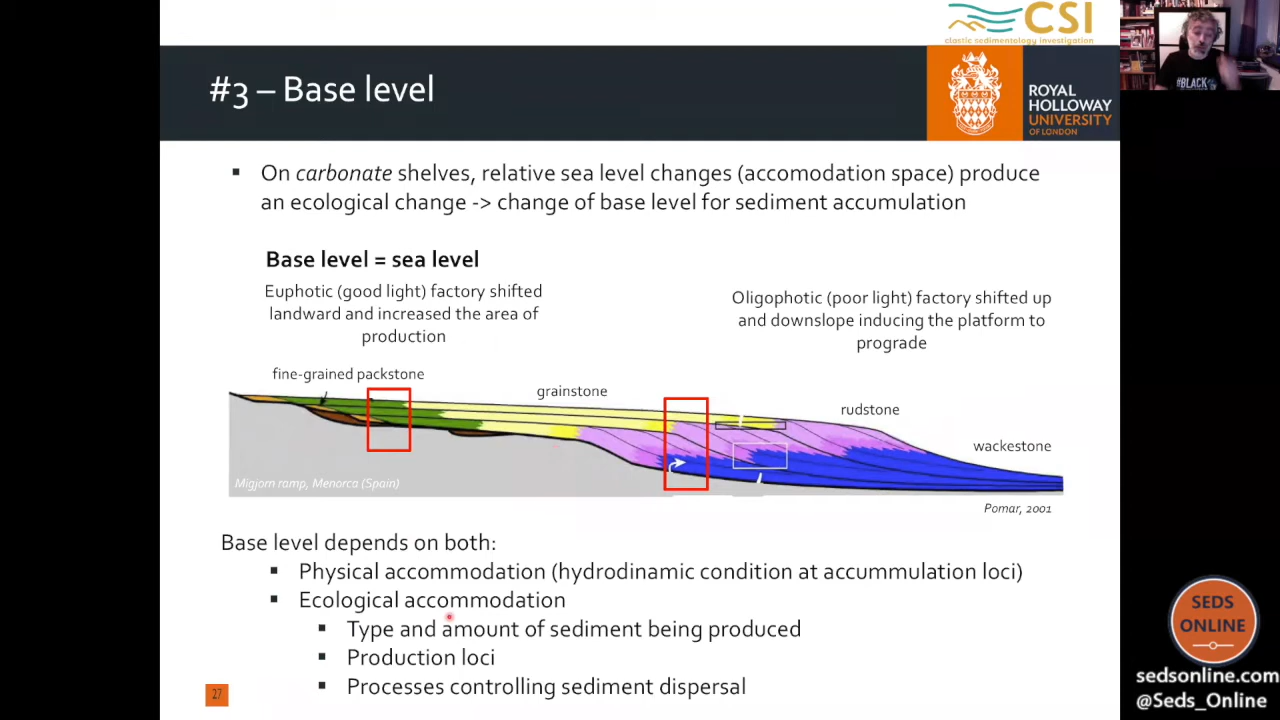 CSI
clastic sedimentology investigation
#3 – Base level
ROYAL
HOLLOWAY
UNIVERSITY
OF LONDON
#BLACK
▪ On carbonate shelves, relative sea level changes (accomodation space) produce
an ecological change -> change of base level for sediment accumulation
Base level = sea level
Euphotic (good light) factory shifted
landward and increased the area of
production
Oligophotic (poor light) factory shifted up
and downslope inducing the platform to
prograde
fine-grained packstone
grainstone
rudstone
wackestone
Migjorn ramp, Menorca (Spain)
Pomar, 2001
Base level depends on both:
▪ Physical accommodation (hydrodinamic condition at accummulation loci)
▪ Ecological accommodation
▪ Type and amount of sediment being produced
▪ Production loci
▪ Processes controlling sediment dispersal
27
SEDS
ONLINE
sedsonline.com
@Seds_Online